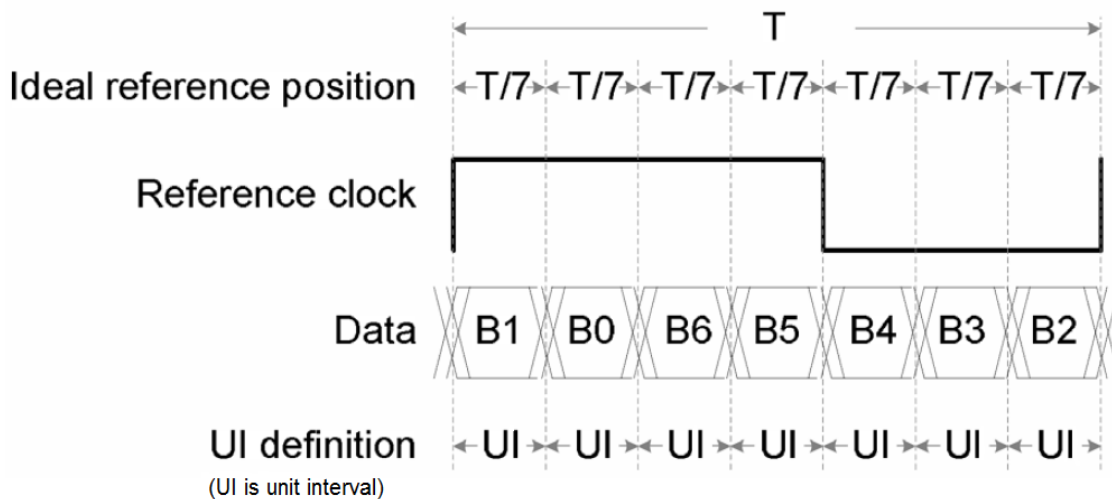 T
Ideal reference position T/7 T/7 T/7 T/7 T/7 T/7 T/7
Reference clock
Data B1 B0 B6 B5 B4 B3 B2
UI definition UI UI UI UI UI UI UI
(UI is unit interval)